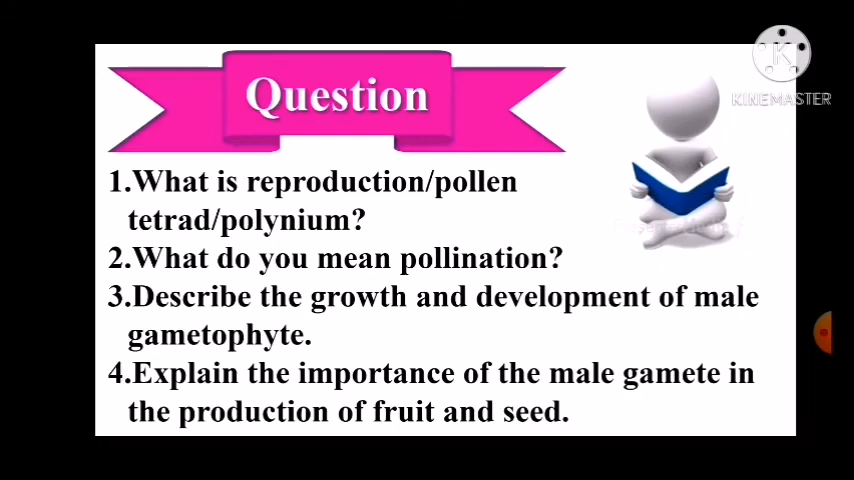 Question
KINEMASTER
1.What is reproduction/pollen
tetrad/polynium?
2.What do you mean pollination?
3.Describe the growth and development of male
gametophyte.
4.Explain the importance of the male gamete in
the production of fruit and seed.